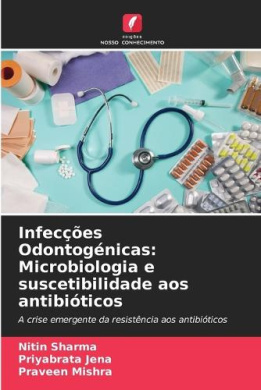 edições
NOSSO CONHECIMENTO
Infecções
Odontogénicas:
Microbiologia e
suscetibilidade aos
antibióticos
A crise emergente da resistência aos antibióticos
Nitin Sharma
Priyabrata Jena
Praveen Mishra